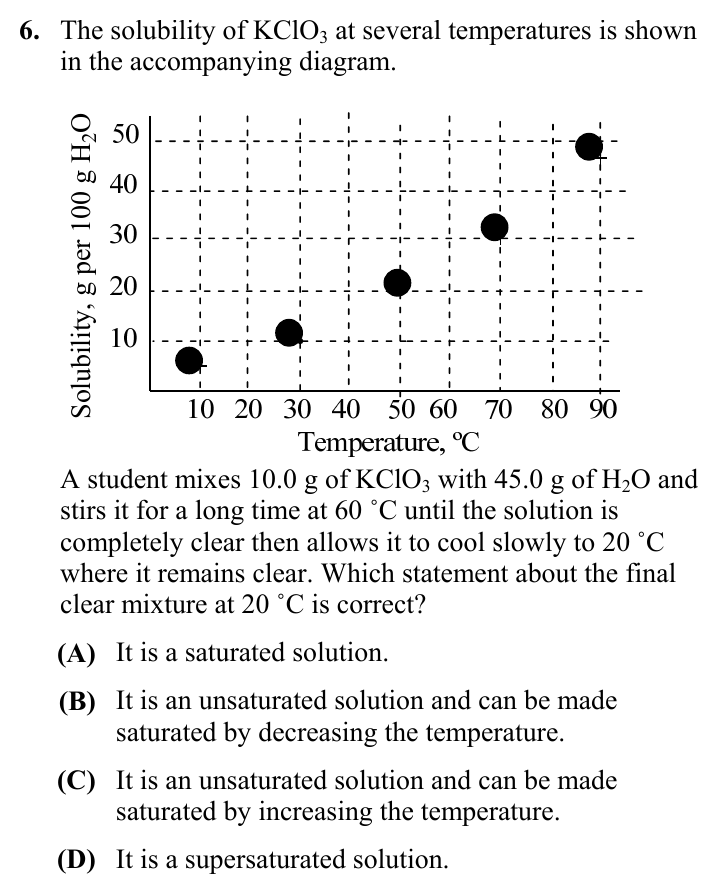 6. The solubility of KClO₃ at several temperatures is shown
in the accompanying diagram.
Solubility, g per 100 g H₂O
50
40
30
20
10
10 20 30 40 50 60 70 80 90
Temperature, ºC
A student mixes 10.0 g of KClO₃ with 45.0 g of H₂O and
stirs it for a long time at 60 ˚C until the solution is
completely clear then allows it to cool slowly to 20 ˚C
where it remains clear. Which statement about the final
clear mixture at 20 ˚C is correct?
(A) It is a saturated solution.
(B) It is an unsaturated solution and can be made
saturated by decreasing the temperature.
(C) It is an unsaturated solution and can be made
saturated by increasing the temperature.
(D) It is a supersaturated solution.